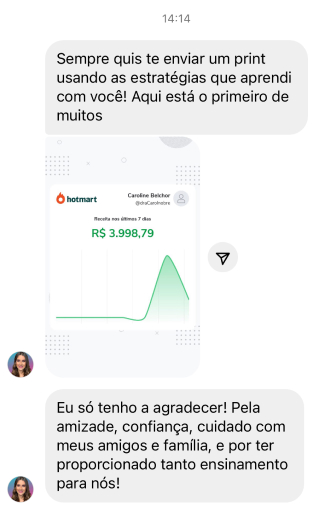 14:14
Sempre quis te enviar um print
usando as estratégias que aprendi
com você! Aqui está o primeiro de
muitos
hotmart
Caroline Belchor
Receita nos últimos 7 dias
R$ 3.998,79
Eu só tenho a agradecer! Pela
amizade, confiança, cuidado com
meus amigos e família, e por ter
proporcionado tanto ensinamento
para nós!